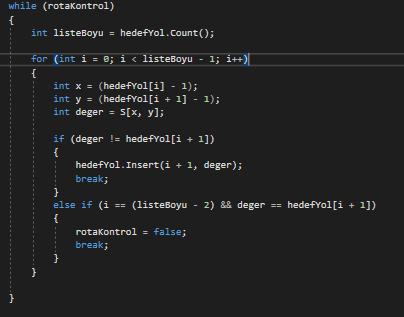 while (rotaKontrol)
{
int listeBoyu = hedefYol.Count();
for (int i = 0; i < listeBoyu - 1; i++)
{
int x = (hedefYol[i] - 1);
int y = (hedefYol[i + 1] - 1);
int deger = S[x, y];
if (deger != hedefYol[i + 1])
{
hedefYol.Insert(i + 1, deger);
break;
}
else if (i == (listeBoyu - 2) && deger == hedefYol[i + 1])
{
rotaKontrol = false;
break;
}
}
}